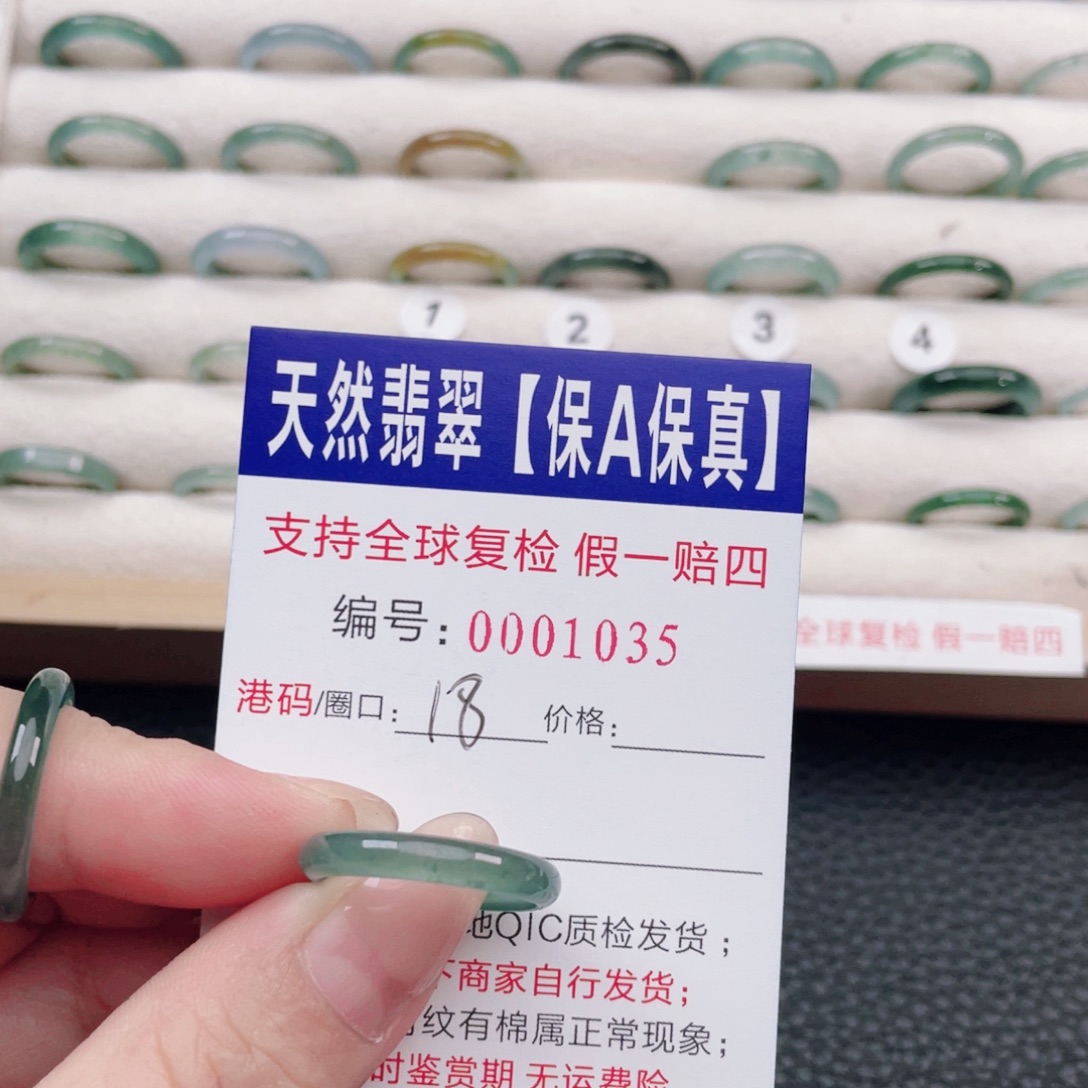 1
2
3
4
天然翡翠【保A保真】
支持全球复检 假一赔四
编号:0001035
港码/圈口: 18 价格:
全球复检 假一赔四
地QIC质检发货;
下商家自行发货;
纹有棉属正常现象;
时鉴赏期 无运费险